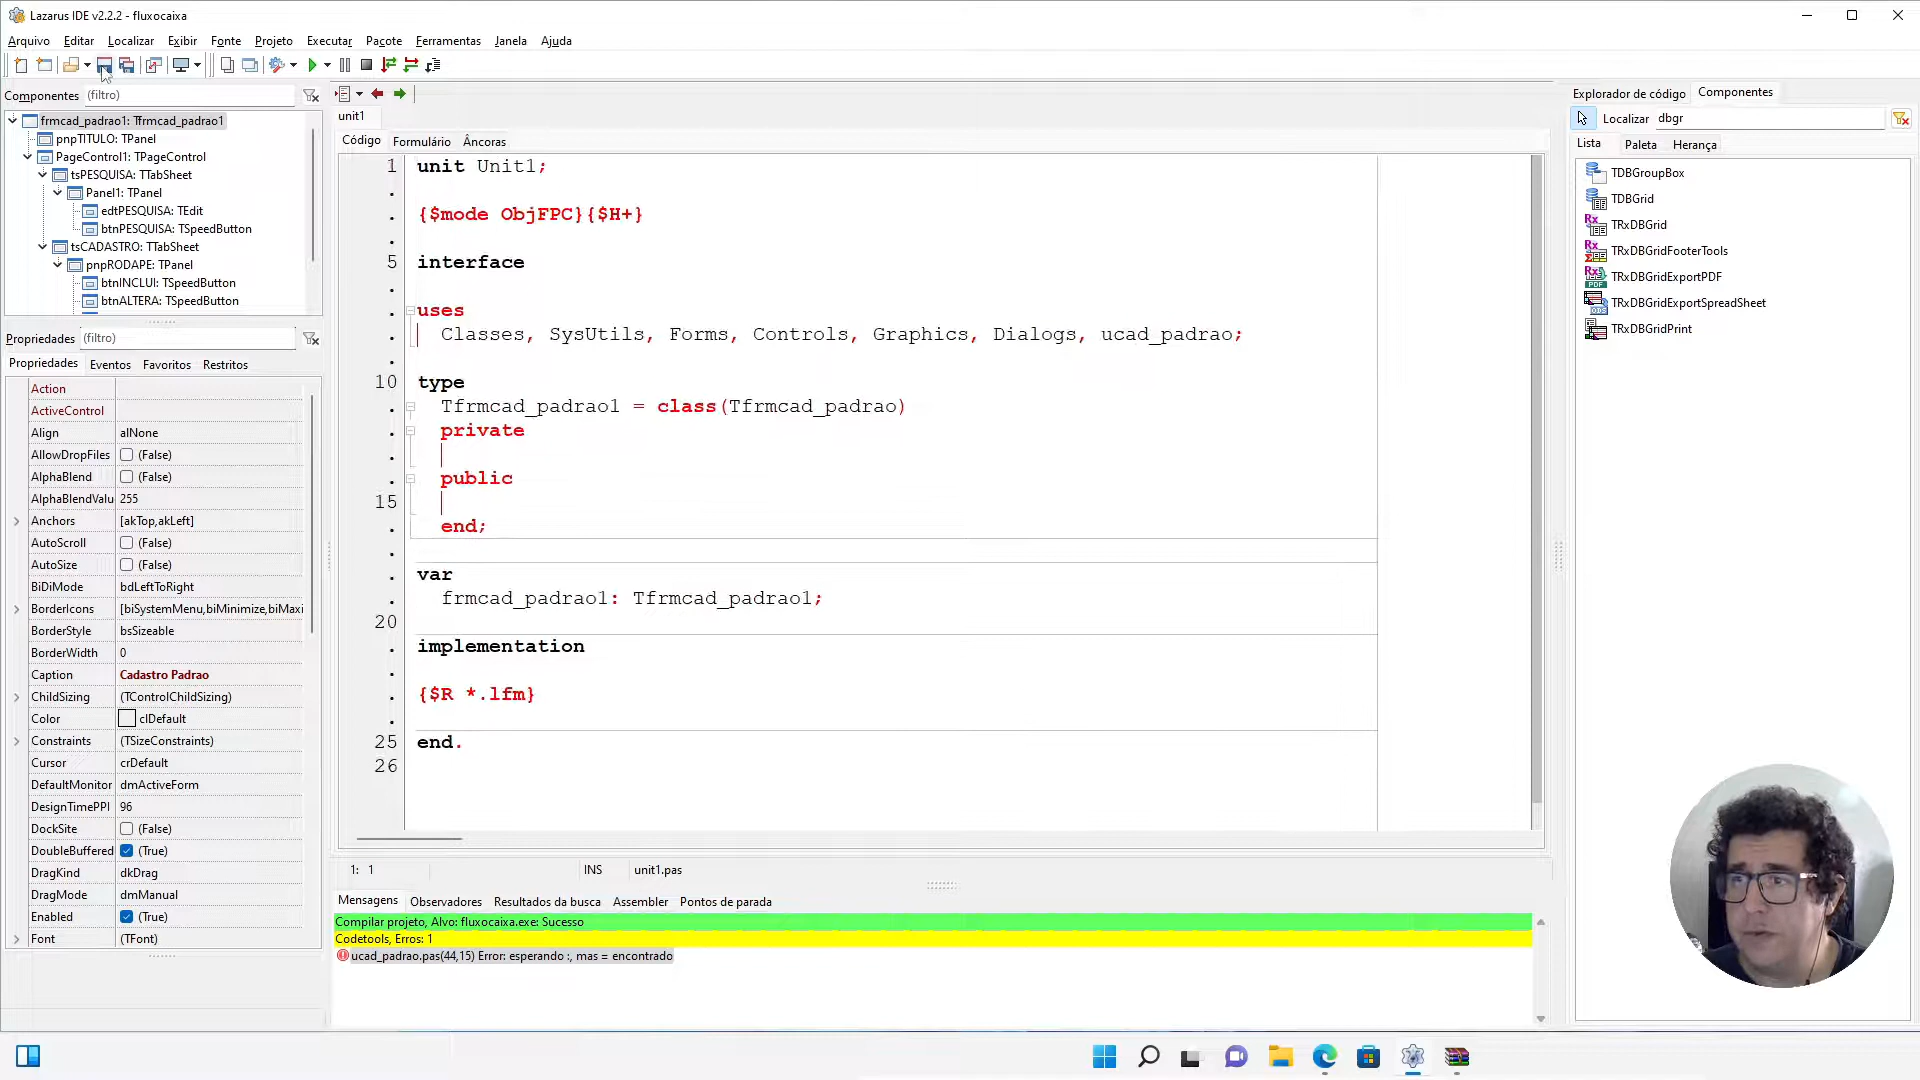 Lazarus IDE v2.2.2 - fluxocaixa
Arquivo Editar Localizar Exibir Fonte Projeto Executar Pacote Ferramentas Janela Ajuda
Componentes (filtro)
frmcad_padrao1: Tfrmcad_padrao1
pnpTITULO: TPanel
PageControl1: TPageControl
tsPESQUISA: TTabSheet
Panel1: TPanel
edtPESQUISA: TEdit
btnPESQUISA: TSpeedButton
tsCADASTRO: TTabSheet
pnpRODAPE: TPanel
btnINCLUI: TSpeedButton
btnALTERA: TSpeedButton
Propriedades (filtro)
Propriedades Eventos Favoritos Restritos
Action
ActiveControl
Align alNone
AllowDropFiles (False)
AlphaBlend (False)
AlphaBlendValu 255
Anchors [akTop,akLeft]
AutoScroll (False)
AutoSize (False)
BiDiMode bdLeftToRight
BorderIcons [biSystemMenu,biMinimize,biMaxi
BorderStyle bsSizeable
BorderWidth 0
Caption Cadastro Padrao
ChildSizing (TControlChildSizing)
Color clDefault
Constraints (TSizeConstraints)
Cursor crDefault
DefaultMonitor dmActiveForm
DesignTimePPI 96
DockSite (False)
DoubleBuffered (True)
DragKind dkDrag
DragMode dmManual
Enabled (True)
Font (TFont)
unit1
Código Formulário Âncoras
1 unit Unit1;
.
. {$mode ObjFPC}{$H+}
.
5 interface
.
. uses
. Classes, SysUtils, Forms, Controls, Graphics, Dialogs, ucad_padrao;
.
10 type
. Tfrmcad_padrao1 = class(Tfrmcad_padrao)
. private
.
. public
15
. end;
.
. var
. frmcad_padrao1: Tfrmcad_padrao1;
20
. implementation
.
. {$R *.lfm}
.
25 end.
26
1: 1 INS unit1.pas
Mensagens Observadores Resultados da busca Assembler Pontos de parada
Compilar projeto, Alvo: fluxocaixa.exe: Sucesso
Codetools, Erros: 1
ucad_padrao.pas(44,15) Error: esperando :, mas = encontrado
Explorador de código Componentes
Localizar dbgr
Lista Paleta Herança
TDBGroupBox
TDBGrid
TRxDBGrid
TRxDBGridFooterTools
TRxDBGridExportPDF
TRxDBGridExportSpreadSheet
TRxDBGridPrint